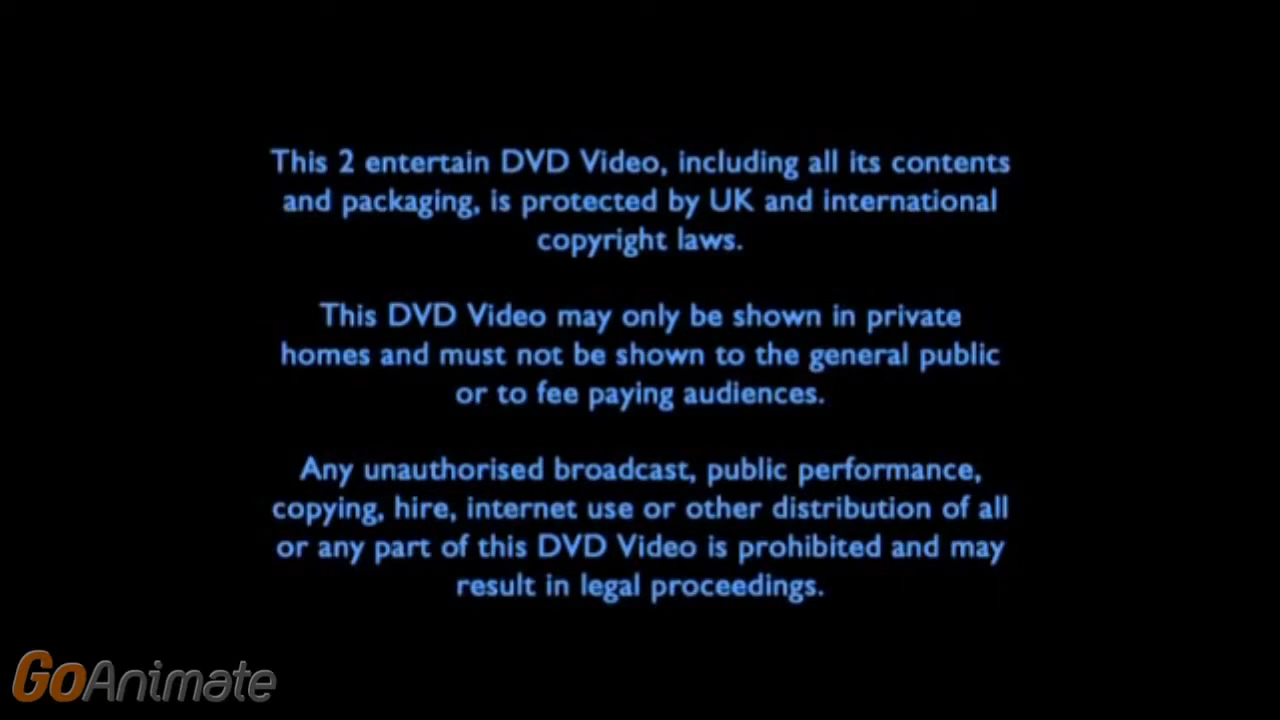 This 2 entertain DVD Video, including all its contents
and packaging, is protected by UK and international
copyright laws.
This DVD Video may only be shown in private
homes and must not be shown to the general public
or to fee paying audiences.
Any unauthorised broadcast, public performance,
copying, hire, internet use or other distribution of all
or any part of this DVD Video is prohibited and may
result in legal proceedings.
GoAnimate